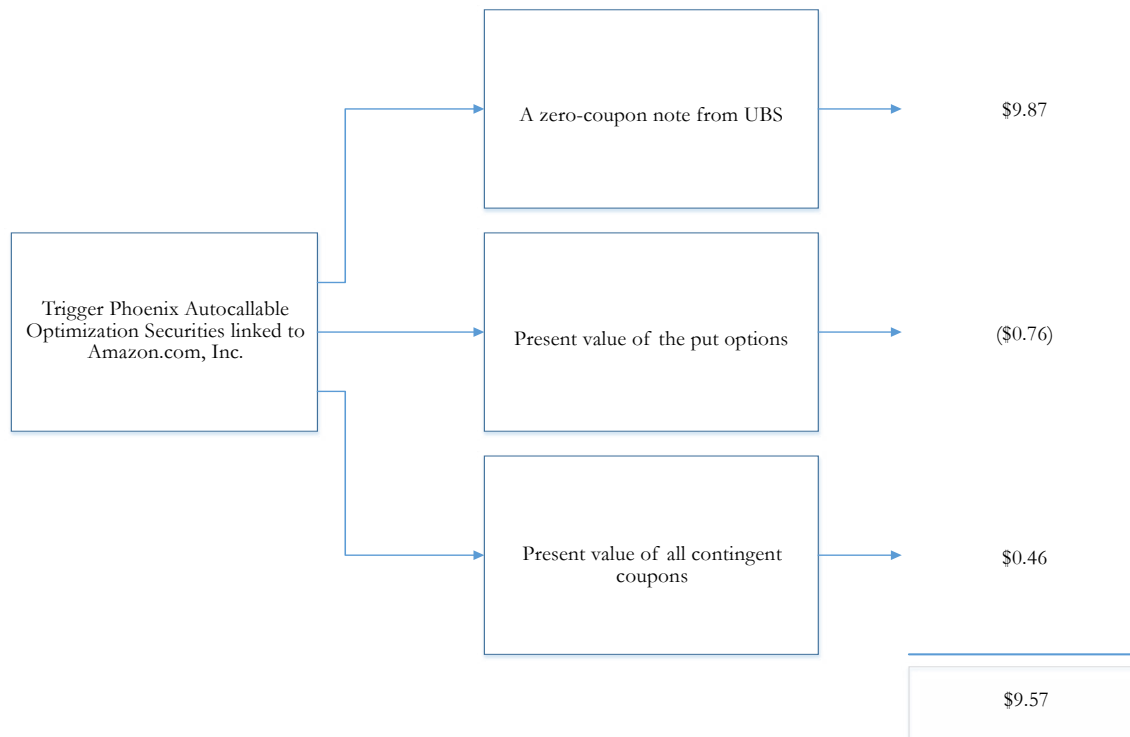 A zero-coupon note from UBS
$9.87
Trigger Phoenix Autocallable
Optimization Securities linked to
Amazon.com, Inc.
Present value of the put options
($0.76)
Present value of all contingent
coupons
$0.46
$9.57